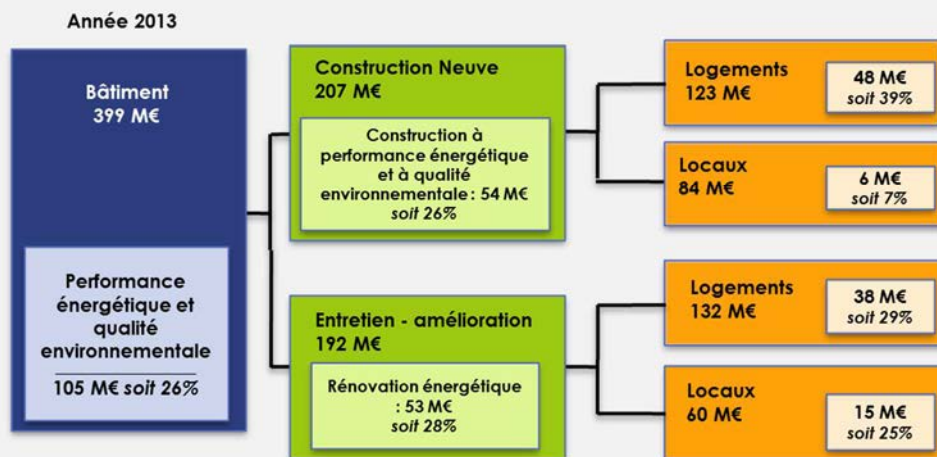 Année 2013
Bâtiment
399 M€
Performance
énergétique et
qualité
environnementale
105 M€ soit 26%
Construction Neuve
207 M€
Construction à
performance énergétique
et à qualité
environnementale : 54 M€
soit 26%
Entretien - amélioration
192 M€
Rénovation énergétique
: 53 M€
soit 28%
Logements
123 M€
48 M€
soit 39%
Locaux
84 M€
6 M€
soit 7%
Logements
132 M€
38 M€
soit 29%
Locaux
60 M€
15 M€
soit 25%